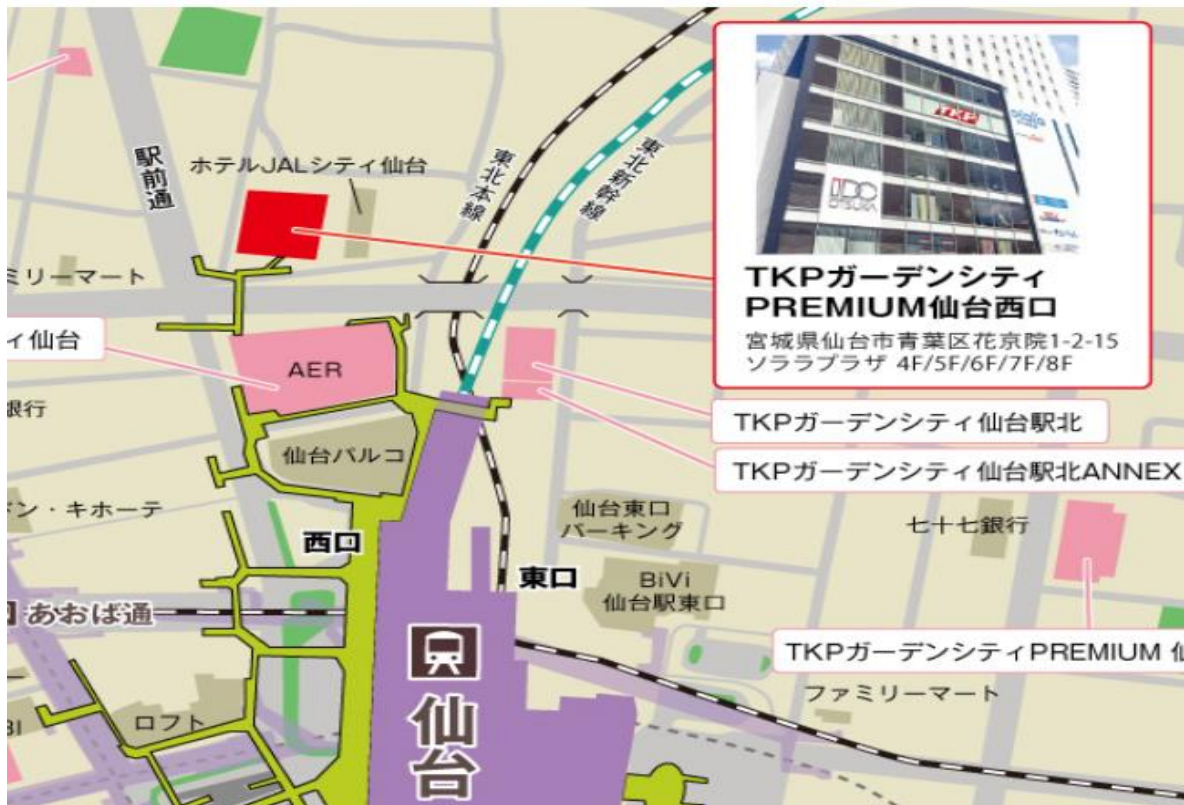 駅前通
ホテルJALシティ仙台
東北本線
東北新幹線
TKP
IDC
OTSUKA
TKPガーデンシティ
PREMIUM仙台西口
宮城県仙台市青葉区花京院1-2-15
ソララプラザ 4F/5F/6F/7F/8F
ミリーマート
ィ仙台
AER
銀行
仙台パルコ
TKPガーデンシティ仙台駅北
TKPガーデンシティ仙台駅北ANNEX
ドン・キホーテ
西口
仙台東口
パーキング
七十七銀行
東口
BiVi
仙台駅東口
あおば通
TKPガーデンシティPREMIUM 仙
ファミリーマート
ロフト
仙台